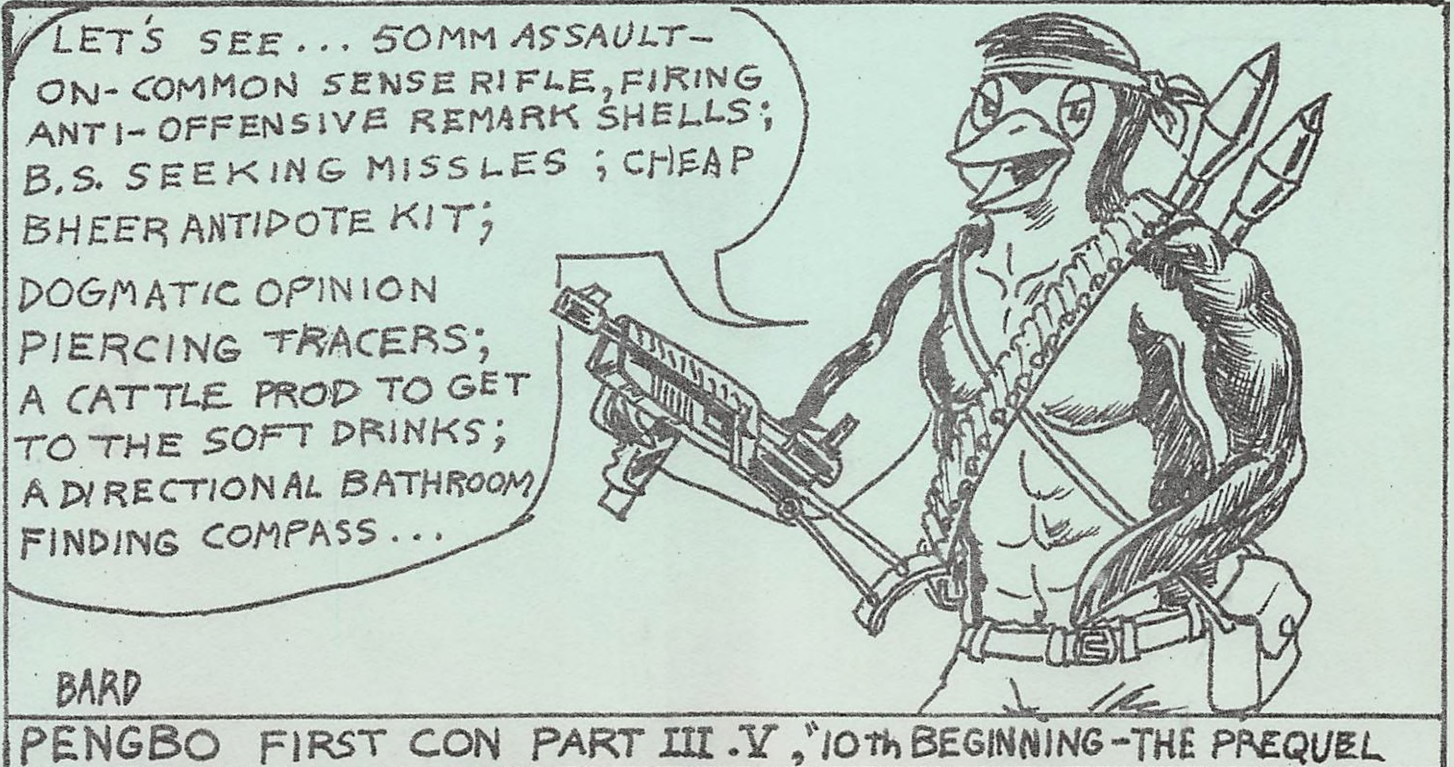 LET'S SEE... 50MM ASSAULT-
ON-COMMON SENSE RIFLE, FIRING
ANTI-OFFENSIVE REMARK SHELLS;
B.S. SEEKING MISSLES ; CHEAP
BHEER ANTIDOTE KIT;
DOGMATIC OPINION
PIERCING TRACERS;
A CATTLE PROD TO GET
TO THE SOFT DRINKS;
A DIRECTIONAL BATHROOM
FINDING COMPASS...
BARD
PENGBO FIRST CON PART III.V, "10th BEGINNING-THE PREQUEL